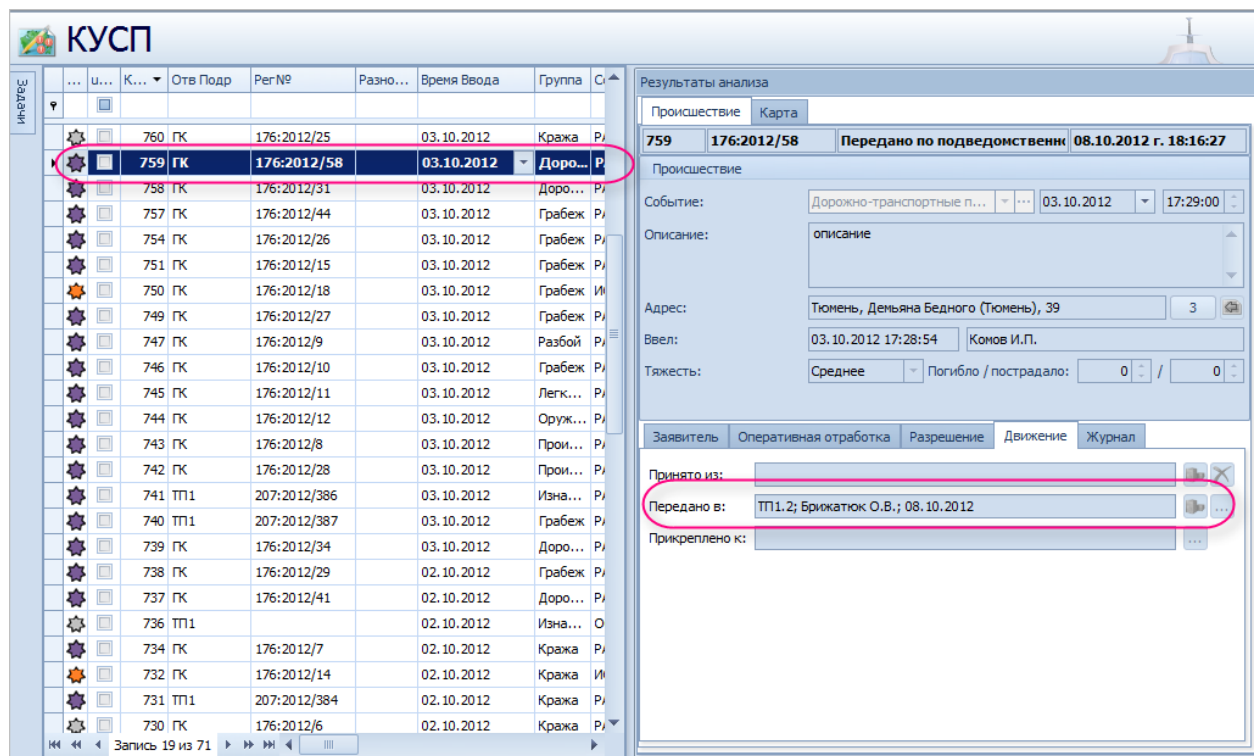 КУСП
Задачи
... u... К... Отв Подр Рег№ Разно... Время Ввода Группа
760 ГК 176:2012/25 03.10.2012 Кража
759 ГК 176:2012/58 03.10.2012 Доро...
758 ГК 176:2012/31 03.10.2012 Доро...
757 ГК 176:2012/44 03.10.2012 Грабеж
754 ГК 176:2012/26 03.10.2012 Грабеж
751 ГК 176:2012/15 03.10.2012 Грабеж
750 ГК 176:2012/18 03.10.2012 Грабеж
749 ГК 176:2012/27 03.10.2012 Грабеж
747 ГК 176:2012/9 03.10.2012 Разбой
746 ГК 176:2012/10 03.10.2012 Грабеж
745 ГК 176:2012/11 03.10.2012 Легк...
744 ГК 176:2012/12 03.10.2012 Оруж...
743 ГК 176:2012/8 03.10.2012 Прои...
742 ГК 176:2012/28 03.10.2012 Прои...
741 ТП1 207:2012/386 03.10.2012 Изна...
740 ТП1 207:2012/387 03.10.2012 Грабеж
739 ГК 176:2012/34 03.10.2012 Доро...
738 ГК 176:2012/29 02.10.2012 Грабеж
737 ГК 176:2012/41 02.10.2012 Доро...
736 ТП1 02.10.2012 Изна...
734 ГК 176:2012/7 02.10.2012 Кража
732 ГК 176:2012/14 02.10.2012 Кража
731 ТП1 207:2012/384 02.10.2012 Кража
730 ГК 176:2012/6 02.10.2012 Кража
Запись 19 из 71
Результаты анализа
Происшествие Карта
759 176:2012/58 Передано по подведомственн 08.10.2012 г. 18:16:27
Происшествие
Событие: Дорожно-транспортные п... ... 03.10.2012 17:29:00
Описание: описание
Адрес: Тюмень, Демьяна Бедного (Тюмень), 39 3
Ввел: 03.10.2012 17:28:54 Комов И.П.
Тяжесть: Среднее Погибло / пострадало: 0 / 0
Заявитель Оперативная отработка Разрешение Движение Журнал
Принято из:
Передано в: ТП1.2; Брижатюк О.В.; 08.10.2012 ...
Прикреплено к: ...